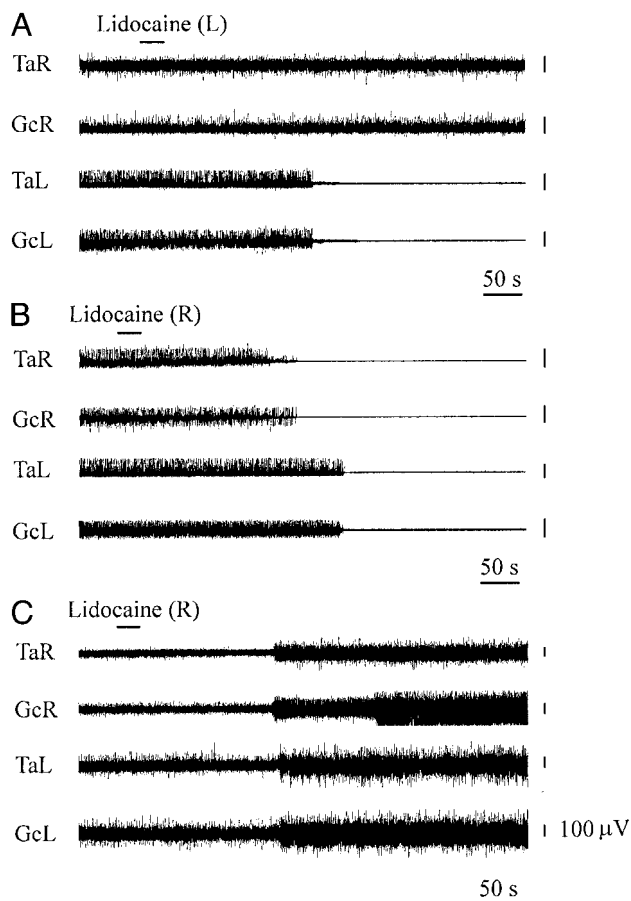 A
Lidocaine (L)
TaR
GcR
TaL
GcL
50 s
B
Lidocaine (R)
TaR
GcR
TaL
GcL
50 s
C
Lidocaine (R)
TaR
GcR
TaL
GcL
100 μV
50 s